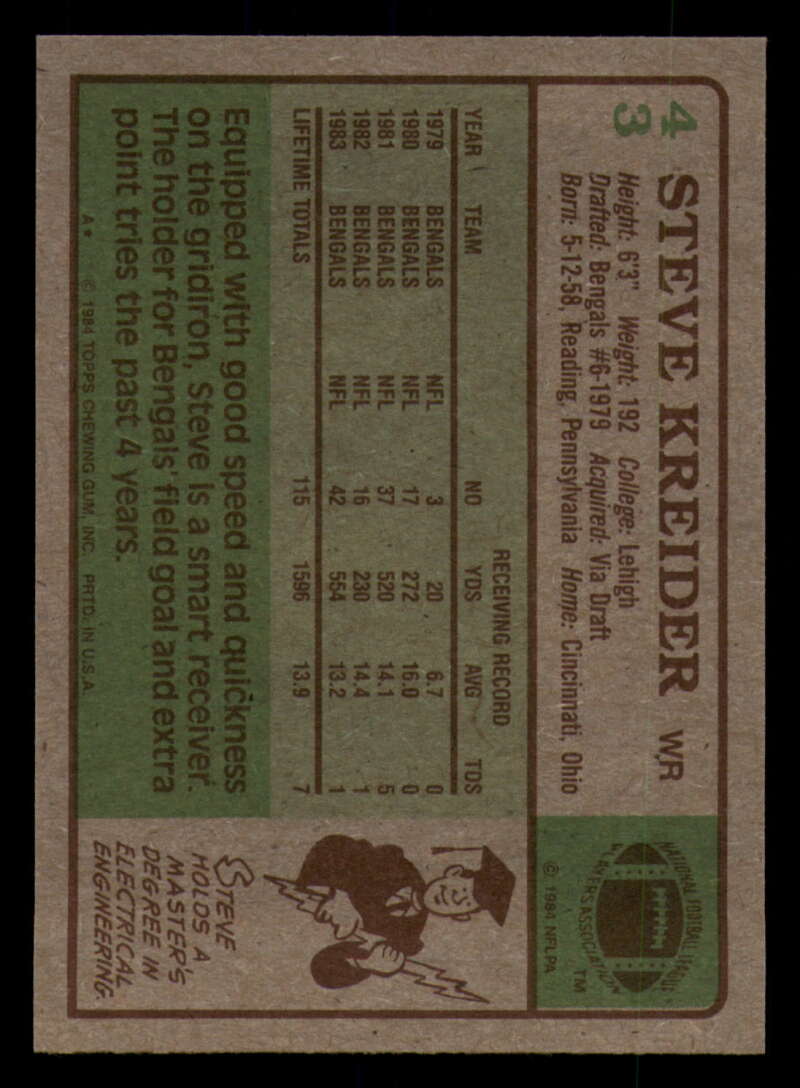 43
STEVE KREIDER WR
Height: 6'3" Weight: 192 College: Lehigh
Drafted: Bengals #6-1979 Acquired: Via Draft
Born: 5-12-58, Reading, Pennsylvania Home: Cincinnati, Ohio
NATIONAL FOOTBALL LEAGUE
PLAYERS ASSOCIATION
TM
© 1984 NFLPA
RECEIVING RECORD
YEAR TEAM NO YDS AVG TDS
1979 BENGALS NFL 3 20 6.7 0
1980 BENGALS NFL 17 272 16.0 0
1981 BENGALS NFL 37 520 14.1 5
1982 BENGALS NFL 16 230 14.4 1
1983 BENGALS NFL 42 554 13.2 1
LIFETIME TOTALS 115 1596 13.9 7
Equipped with good speed and quickness
on the gridiron, Steve is a smart receiver.
The holder for Bengals' field goal and extra
point tries the past 4 years.
A* © 1984 TOPPS CHEWING GUM, INC. PRTD. IN U.S.A.
STEVE
HOLDS A
MASTER'S
DEGREE IN
ELECTRICAL
ENGINEERING.